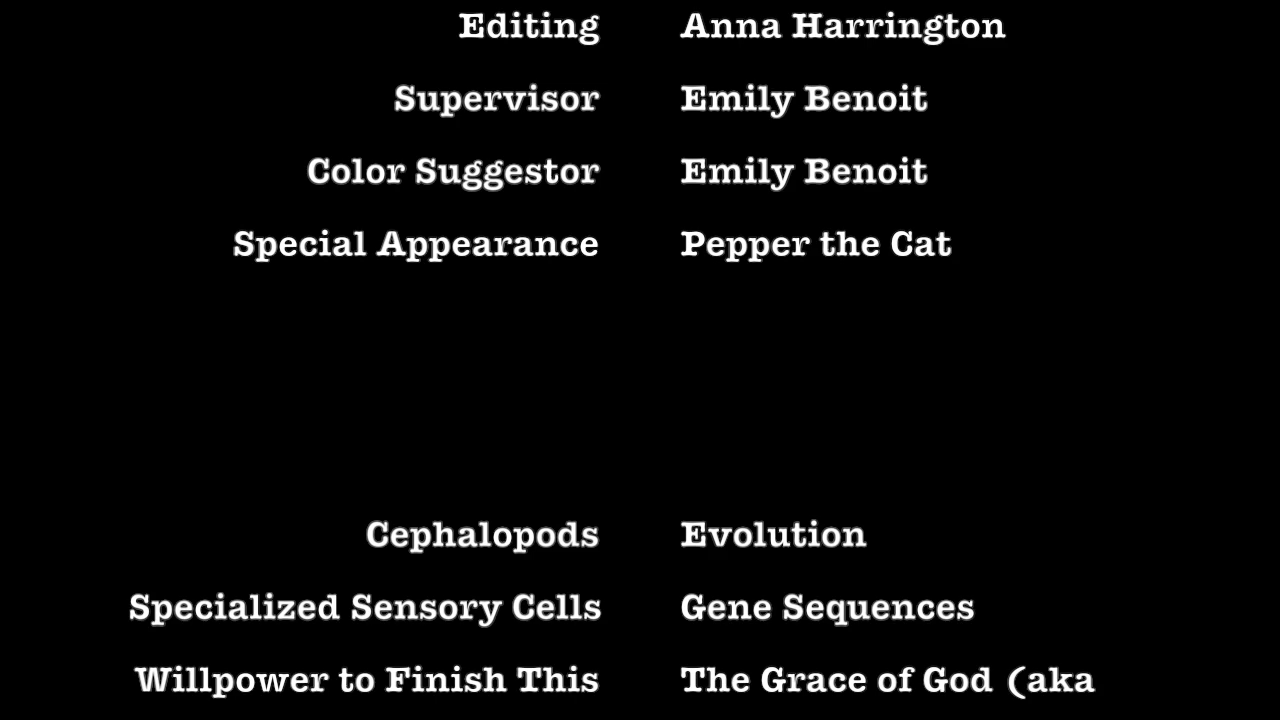 Editing Anna Harrington
Supervisor Emily Benoit
Color Suggestor Emily Benoit
Special Appearance Pepper the Cat
Cephalopods Evolution
Specialized Sensory Cells Gene Sequences
Willpower to Finish This The Grace of God (aka